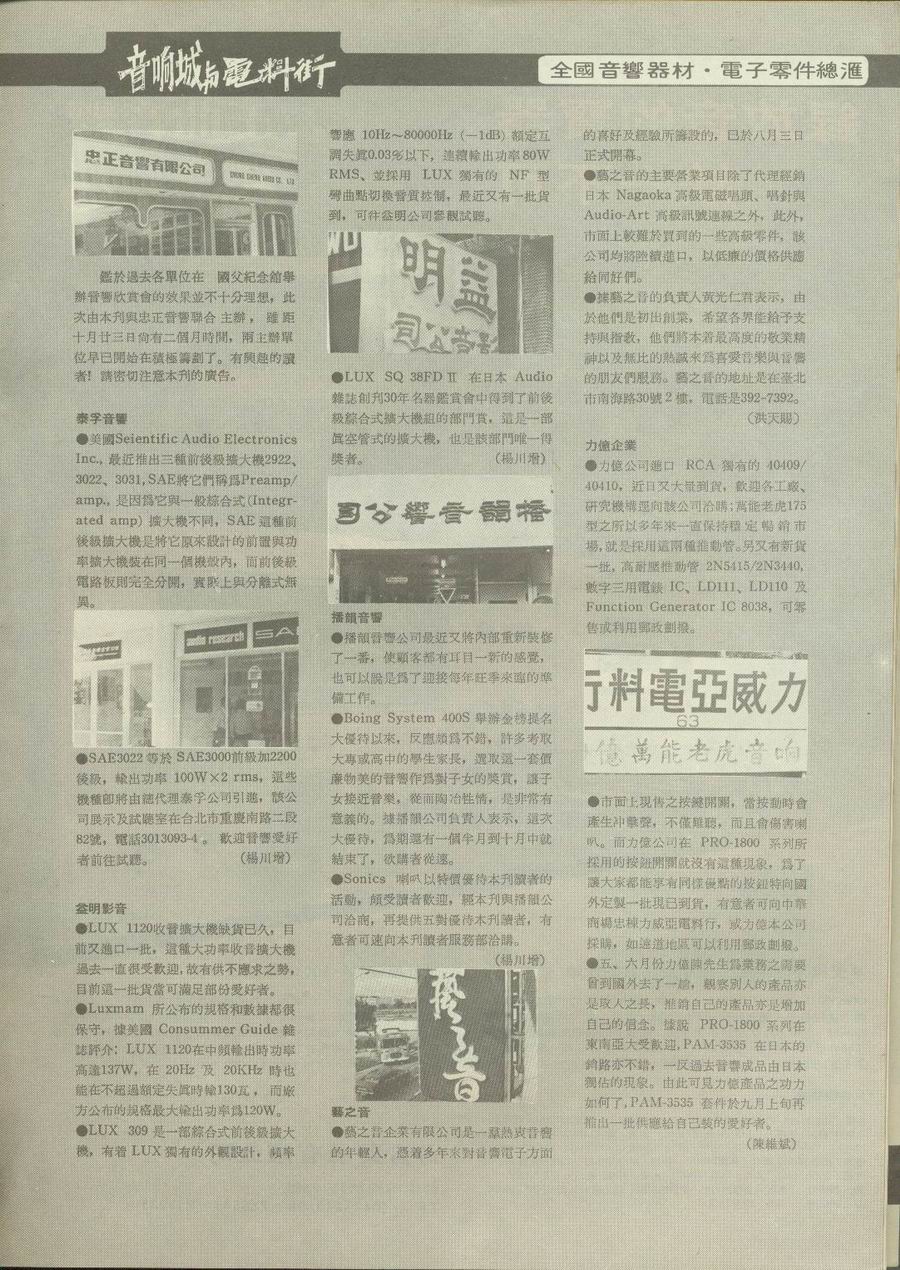 音响城与電料街
全國音響器材・電子零件總滙
忠正音響有限公司
CHUNG CHENG AUDIO CO. LTD
鑑於過去各單位在　國父紀念館舉
辦音響欣賞會的效果並不十分理想，此
次由本刊與忠正音響聯合主辦，雖距
十月廿三日尙有二個月時間，兩主辦單
位早已開始在積極籌劃了。有興趣的讀
者！請密切注意本刊的廣告。
泰孚音響
●美國Seientific Audio Electronics
Inc., 最近推出三種前後級擴大機2922、
3022、3031, SAE將它們稱爲Preamp/
amp., 是因爲它與一般綜合式(Integr-
ated amp) 擴大機不同，SAE 這種前
後級擴大機是將它原來設計的前置與功
率擴大機裝在同一個機殼內，而前後級
電路板則完全分開，實際上與分離式無
異。
audio research
SA
●SAE3022 等於 SAE3000前級加2200
後級，輸出功率 100W×2 rms，這些
機種卽將由總代理泰孚公司引進，該公
司展示及試聽室在台北市重慶南路二段
82號，電話3013093-4 。 歡迎音響愛好
者前往試聽。　（楊川增）
益明影音
●LUX 1120收音擴大機缺貨已久，目
前又進口一批，這種大功率收音擴大機
過去一直很受歡迎，故有供不應求之勢，
目前這一批貨當可滿足部份愛好者。
●Luxmam 所公布的規格和數據都很
保守，據美國 Consummer Guide 雜
誌評介：LUX 1120在中頻輸出時功率
高達137W，在 20Hz 及 20KHz 時也
能在不超過額定失眞時輸130瓦，而廠
方公布的規格最大輸出功率爲120W。
●LUX 309 是一部綜合式前後級擴大
機，有着 LUX 獨有的外觀設計，頻率
響應 10Hz～80000Hz（－1dB）額定互
調失眞0.03％以下，連續輸出功率 80W
RMS、並採用 LUX 獨有的 NF 型
彎曲點切換音質控制，最近又有一批貨
到，可往益明公司參觀試聽。
益明
音響公司
●LUX SQ 38FD II 在日本 Audio
雜誌創刊30年名器鑑賞會中得到了前後
級綜合式擴大機組的部門賞，這是一部
眞空管式的擴大機，也是該部門唯一得
獎者。　（楊川增）
播韻音響公司
播韻音響
●播韻音響公司最近又將內部重新裝修
了一番，使顧客都有耳目一新的感覺，
也可以說是爲了迎接每年旺季來臨的準
備工作。
●Boing System 400S 舉辦金榜提名
大優待以來，反應頗爲不錯，許多考取
大專或高中的學生家長，選取這一套價
廉物美的音響作爲對子女的獎賞，讓子
女接近音樂，從而陶冶性情，是非常有
意義的。據播韻公司負責人表示，這次
大優待，爲期還有一個半月到十月中就
結束了，欲購者從速。
●Sonics 喇叭以特價優待本刊讀者的
活動，頗受讀者歡迎，經本刊與播韻公
司洽商，再提供五對優待本刊讀者，有
意者可逕向本刊讀者服務部洽購。
（楊川增）
藝之音
藝之音
●藝之音企業有限公司是一羣熱衷音響
的年輕人，憑着多年來對音響電子方面
的喜好及經驗所籌設的，已於八月三日
正式開幕。
●藝之音的主要營業項目除了代理經銷
日本 Nagaoka 高級電磁唱頭、唱針與
Audio-Art 高級訊號連線之外，此外，
市面上較難於買到的一些高級零件，該
公司均將陸續進口，以低廉的價格供應
給同好們。
●據藝之音的負責人黃光仁君表示，由
於他們是初出創業，希望各界能給予支
持與指敎，他們將本着最高度的敬業精
神以及無比的熱誠來爲喜愛音樂與音響
的朋友們服務。藝之音的地址是在臺北
市南海路30號 2 樓，電話是392-7392。
（洪天賜）
力億企業
●力億公司進口 RCA 獨有的 40409/
40410，近日又大量到貨，歡迎各工廠、
研究機構逕向該公司洽購；萬能老虎175
型之所以多年來一直保持穩定暢銷市
場，就是採用這兩種推動管。另又有新貨
一批，高耐壓推動管 2N5415/2N3440,
數字三用電錶 IC、LD111、LD110 及
Function Generator IC 8038，可零
售或利用郵政劃撥。
力威亞電料行
63
億萬能老虎音响
●市面上現售之按鍵開關，當按動時會
產生沖擊聲，不僅難聽，而且會傷害喇
叭。而力億公司在 PRO-1800 系列所
採用的按鈕開關就沒有這種現象，爲了
讓大家都能享有同樣優點的按鈕特向國
外定製一批現已到貨，有意者可向中華
商場忠棟力威亞電料行，或力億本公司
採購，如遠道地區可以利用郵政劃撥。
●五、六月份力億陳先生爲業務之需要
曾到國外去了一趟，觀察別人的產品亦
是取人之長，推銷自己的產品亦是增加
自己的信念。據說 PRO-1800 系列在
東南亞大受歡迎，PAM-3535 在日本的
銷路亦不錯，一反過去音響成品由日本
獨佔的現象。由此可見力億產品之功力
如何了，PAM-3535 套件於九月上旬再
推出一批供應給自己裝的愛好者。
（陳維斌）